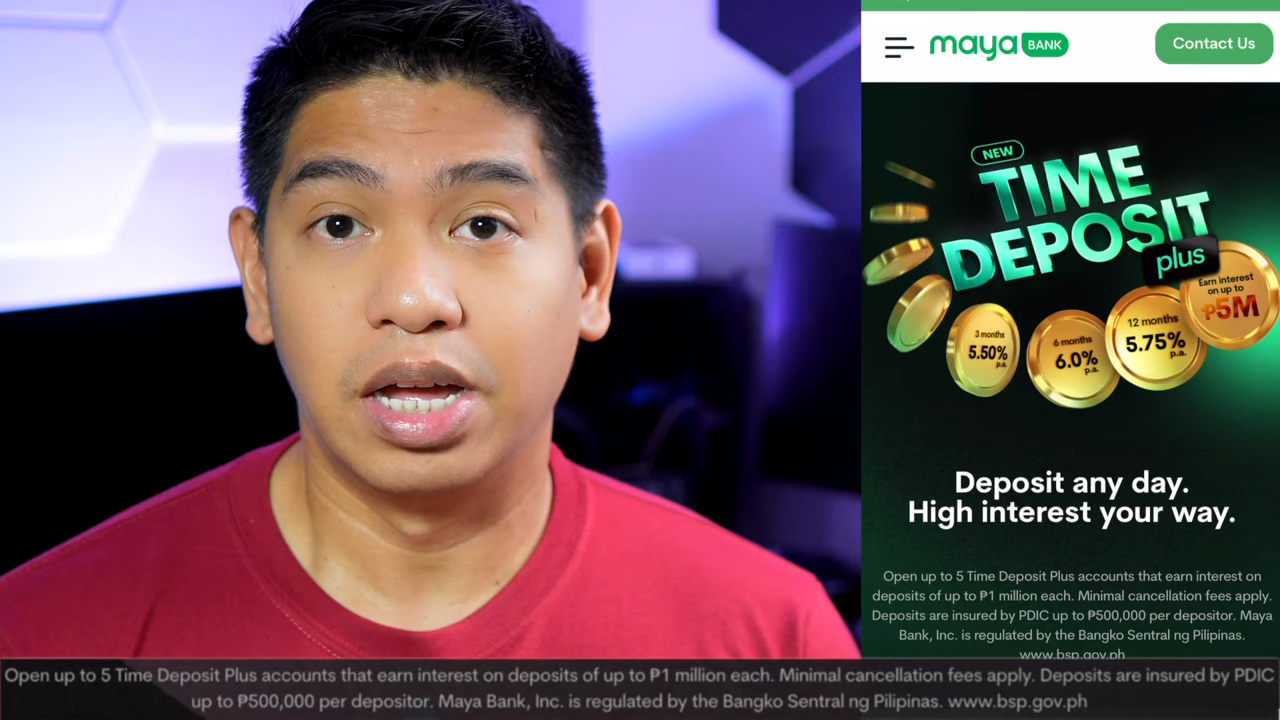 maya BANK
Contact Us
NEW
TIME
DEPOSIT
plus
Earn interest
on up to
₱5M
3 months
5.50%
p.a.
6 months
6.0%
p.a.
12 months
5.75%
p.a.
Deposit any day.
High interest your way.
Open up to 5 Time Deposit Plus accounts that earn interest on
deposits of up to ₱1 million each. Minimal cancellation fees apply.
Deposits are insured by PDIC up to ₱500,000 per depositor. Maya
Bank, Inc. is regulated by the Bangko Sentral ng Pilipinas.
www.bsp.gov.ph
Open up to 5 Time Deposit Plus accounts that earn interest on deposits of up to ₱1 million each. Minimal cancellation fees apply. Deposits are insured by PDIC
up to ₱500,000 per depositor. Maya Bank, Inc. is regulated by the Bangko Sentral ng Pilipinas. www.bsp.gov.ph